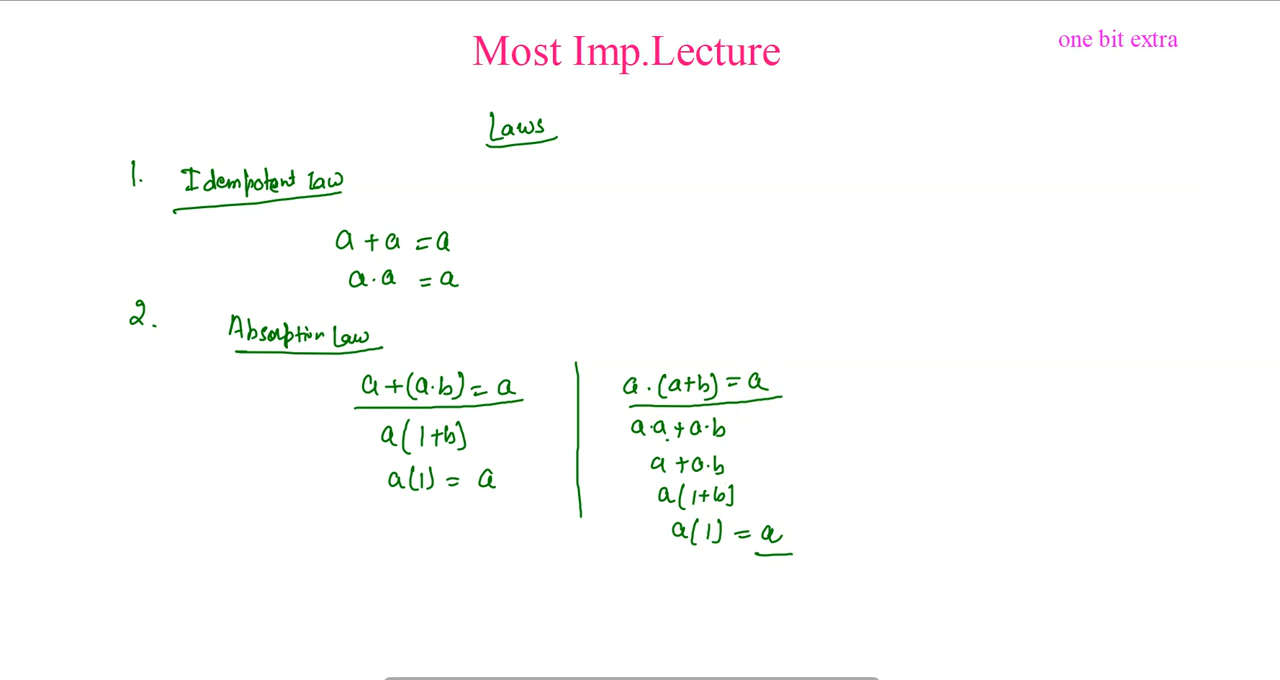 Most Imp.Lecture
one bit extra
Laws
1. Idempotent law
a + a = a
a . a = a
2. Absorption Law
a + (a.b) = a
a(1+b)
a(1) = a
a . (a+b) = a
a.a + a.b
a + a.b
a(1+b)
a(1) = a